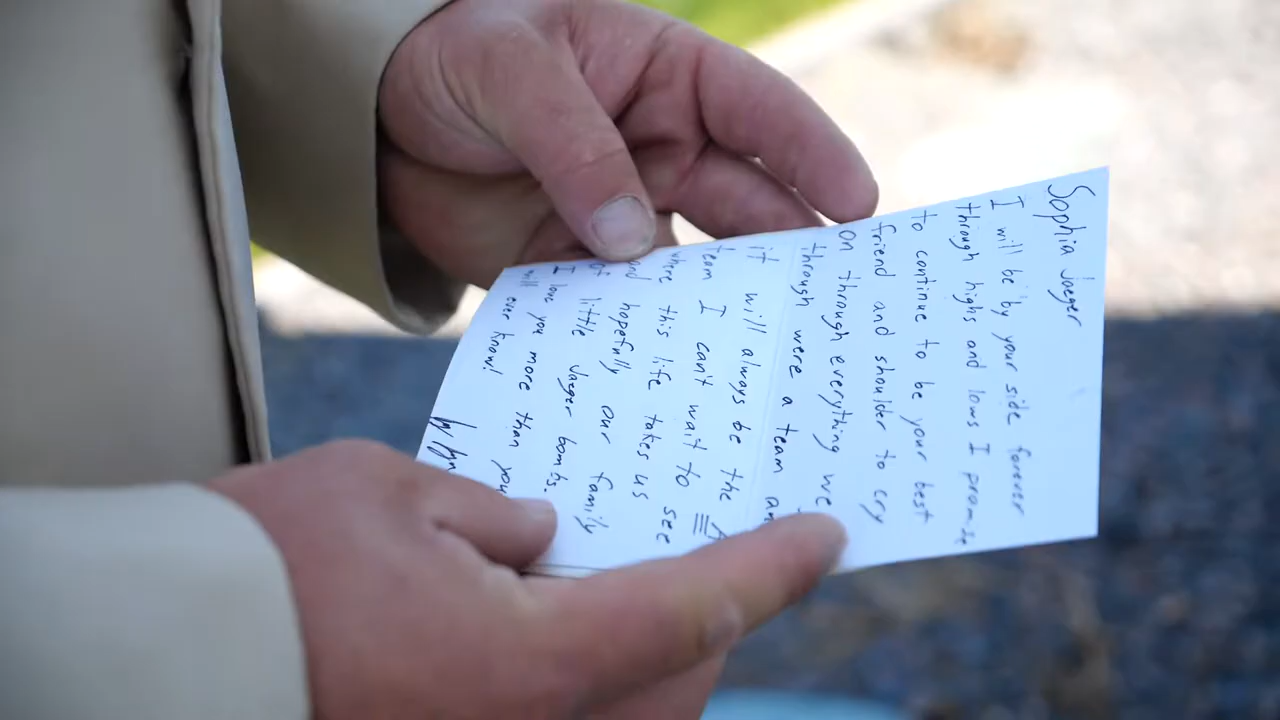 Sophia Jaeger
I will be by your side forever
through highs and lows I promise
to continue to be your best
friend and shoulder to cry
on through everything we
through were a team an
it will always be the A
team I can't wait to see
where this life takes us
and hopefully our family
of little Jaeger bombs.
I love you more than you
will ever know!